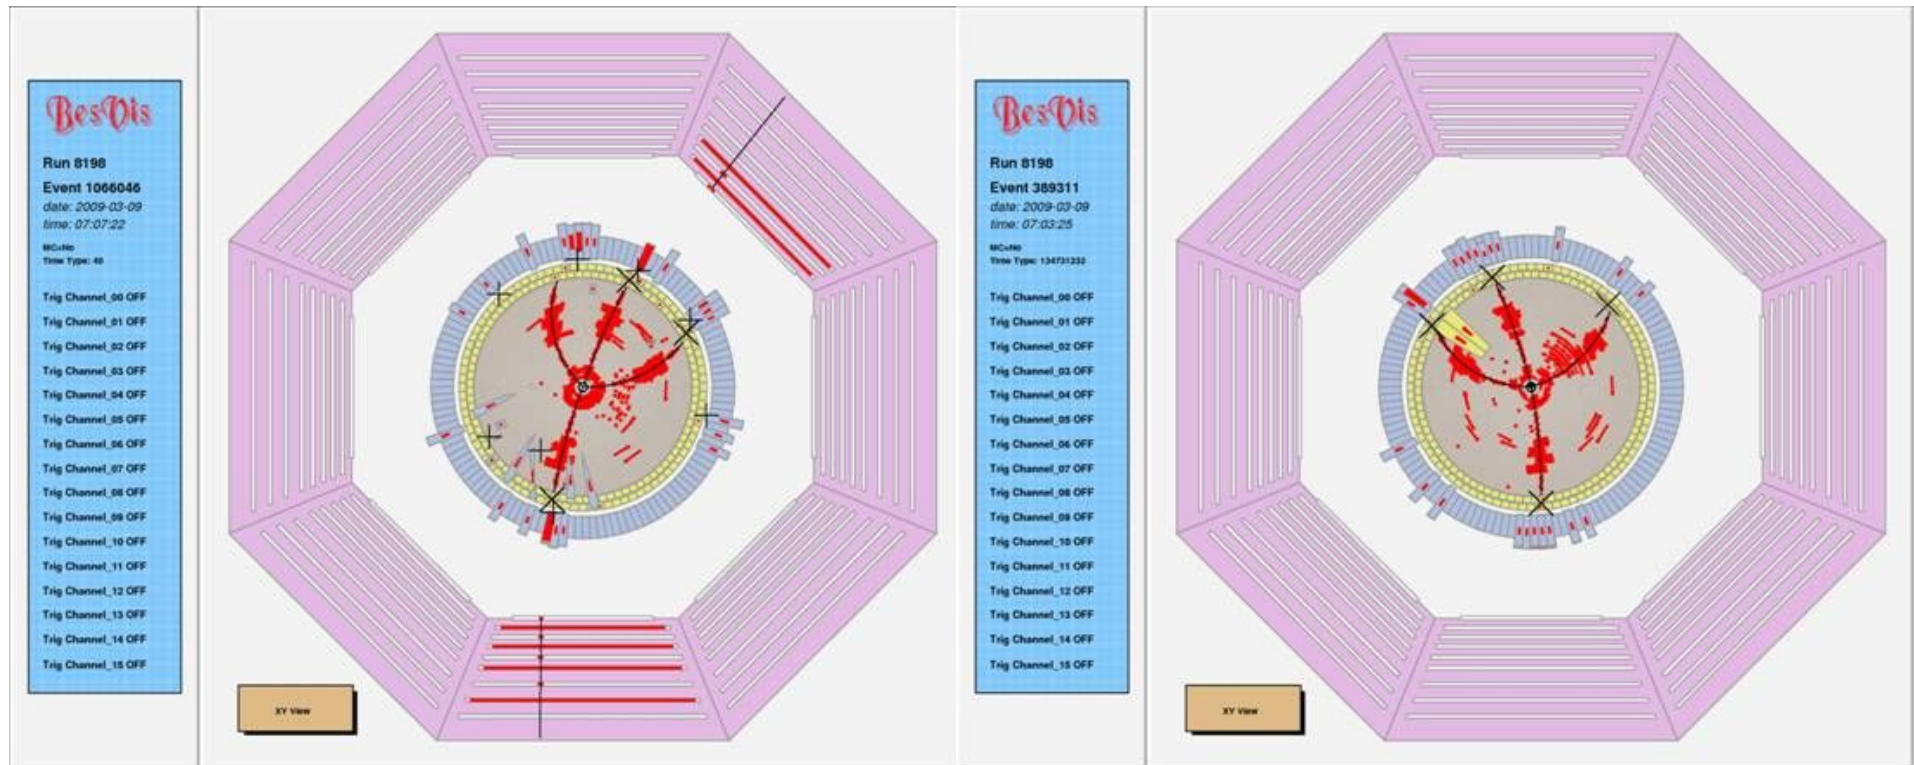 BesVis
Run 8198
Event 1066046
date: 2009-03-09
time: 07:07:22
MC=No
Time Type: 40
Trig Channel_00 OFF
Trig Channel_01 OFF
Trig Channel_02 OFF
Trig Channel_03 OFF
Trig Channel_04 OFF
Trig Channel_05 OFF
Trig Channel_06 OFF
Trig Channel_07 OFF
Trig Channel_08 OFF
Trig Channel_09 OFF
Trig Channel_10 OFF
Trig Channel_11 OFF
Trig Channel_12 OFF
Trig Channel_13 OFF
Trig Channel_14 OFF
Trig Channel_15 OFF
XY View
BesVis
Run 8198
Event 389311
date: 2009-03-09
time: 07:03:25
MC=No
Time Type: 134731232
Trig Channel_00 OFF
Trig Channel_01 OFF
Trig Channel_02 OFF
Trig Channel_03 OFF
Trig Channel_04 OFF
Trig Channel_05 OFF
Trig Channel_06 OFF
Trig Channel_07 OFF
Trig Channel_08 OFF
Trig Channel_09 OFF
Trig Channel_10 OFF
Trig Channel_11 OFF
Trig Channel_12 OFF
Trig Channel_13 OFF
Trig Channel_14 OFF
Trig Channel_15 OFF
XY View